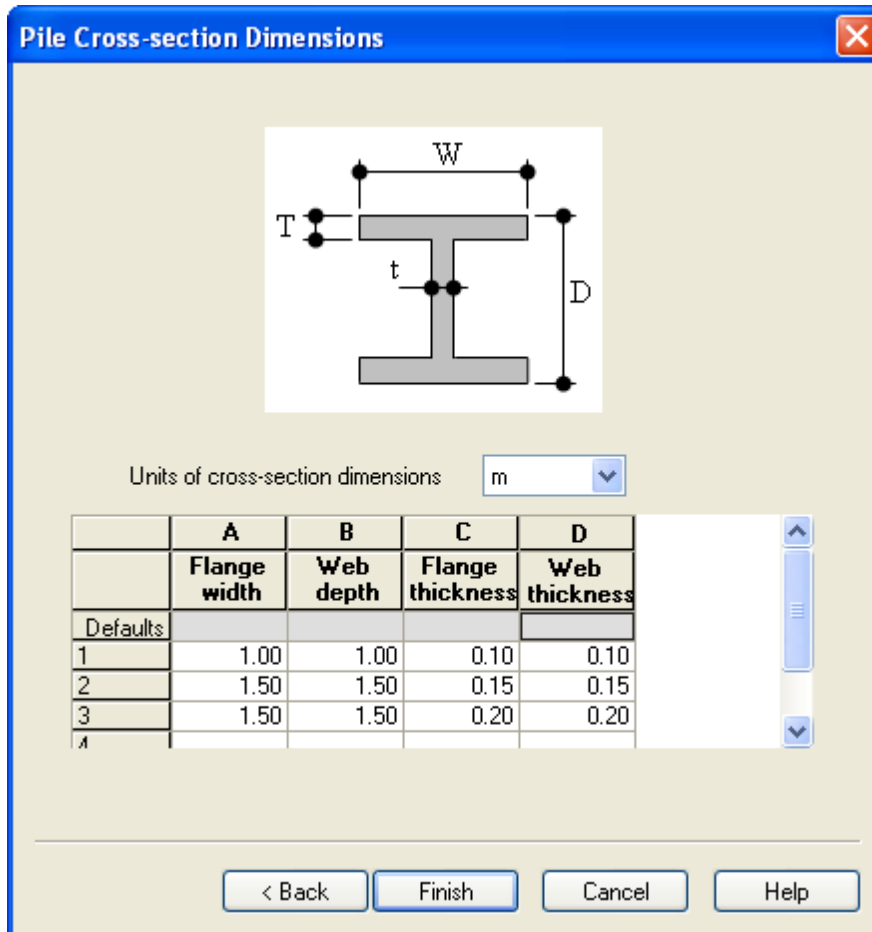 Pile Cross-section Dimensions
W
T
t
D
Units of cross-section dimensions m
A B C D
Flange width Web depth Flange thickness Web thickness
Defaults
1 1.00 1.00 0.10 0.10
2 1.50 1.50 0.15 0.15
3 1.50 1.50 0.20 0.20
4
< Back Finish Cancel Help